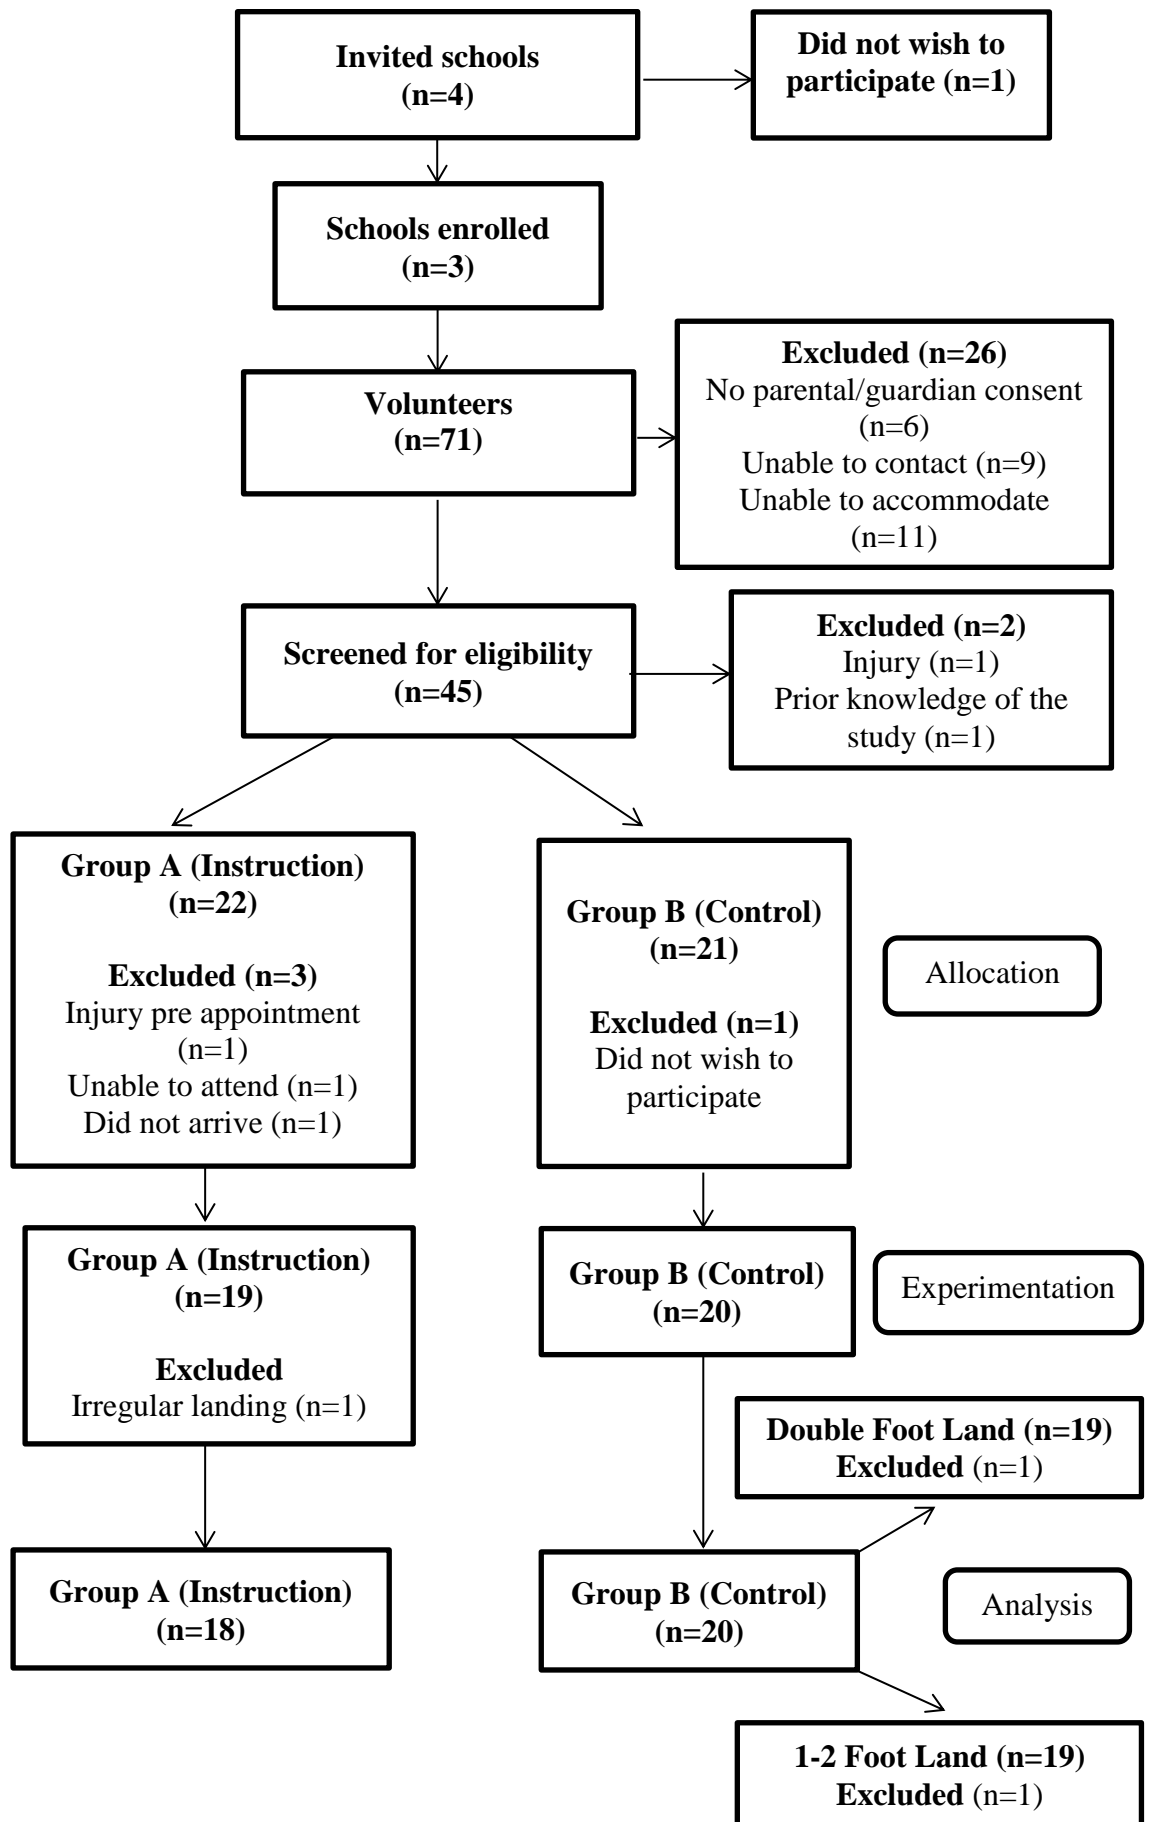 Invited schools
(n=4)
Did not wish to
participate (n=1)
Schools enrolled
(n=3)
Volunteers
(n=71)
Excluded (n=26)
No parental/guardian consent
(n=6)
Unable to contact (n=9)
Unable to accommodate
(n=11)
Screened for eligibility
(n=45)
Excluded (n=2)
Injury (n=1)
Prior knowledge of the
study (n=1)
Group A (Instruction)
(n=22)
Excluded (n=3)
Injury pre appointment
(n=1)
Unable to attend (n=1)
Did not arrive (n=1)
Group B (Control)
(n=21)
Excluded (n=1)
Did not wish to
participate
Allocation
Group A (Instruction)
(n=19)
Excluded
Irregular landing (n=1)
Group B (Control)
(n=20)
Experimentation
Double Foot Land (n=19)
Excluded (n=1)
Group A (Instruction)
(n=18)
Group B (Control)
(n=20)
Analysis
1-2 Foot Land (n=19)
Excluded (n=1)